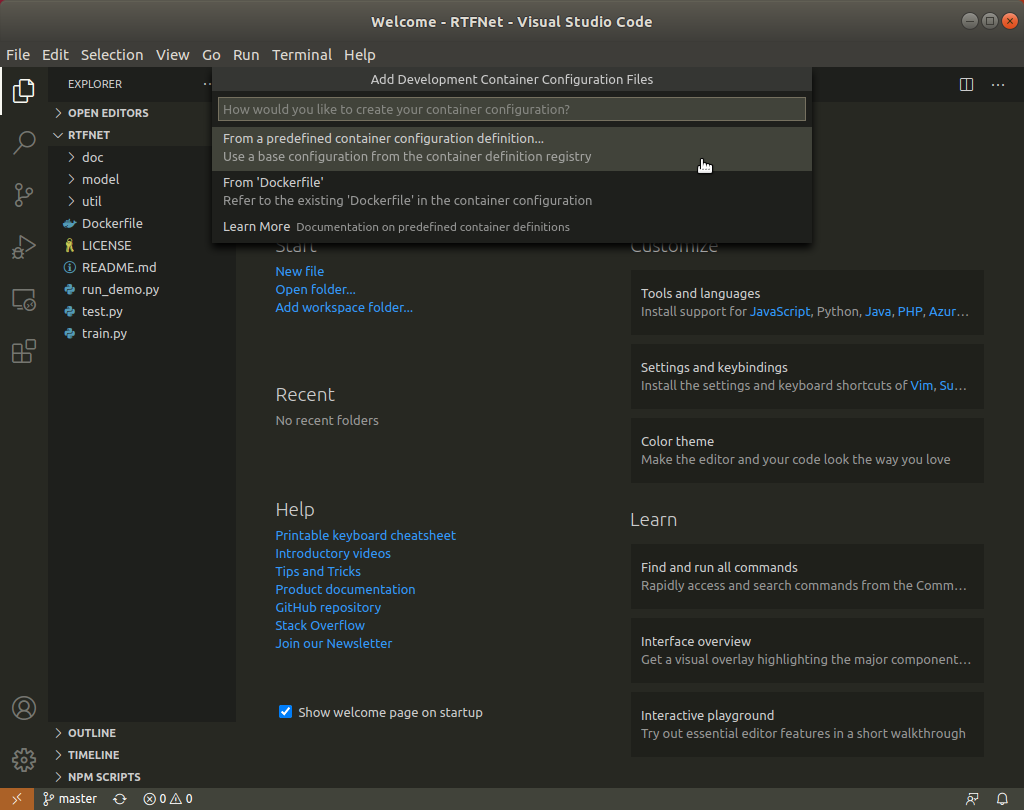 Welcome - RTFNet - Visual Studio Code
File Edit Selection View Go Run Terminal Help
EXPLORER
OPEN EDITORS
RTFNET
doc
model
util
Dockerfile
LICENSE
README.md
run_demo.py
test.py
train.py
OUTLINE
TIMELINE
NPM SCRIPTS
Add Development Container Configuration Files
How would you like to create your container configuration?
From a predefined container configuration definition...
Use a base configuration from the container definition registry
From 'Dockerfile'
Refer to the existing 'Dockerfile' in the container configuration
Learn More Documentation on predefined container definitions
Start
New file
Open folder...
Add workspace folder...
Recent
No recent folders
Help
Printable keyboard cheatsheet
Introductory videos
Tips and Tricks
Product documentation
GitHub repository
Stack Overflow
Join our Newsletter
Show welcome page on startup
Customize
Tools and languages
Install support for JavaScript, Python, Java, PHP, Azur...
Settings and keybindings
Install the settings and keyboard shortcuts of Vim, Su...
Color theme
Make the editor and your code look the way you love
Learn
Find and run all commands
Rapidly access and search commands from the Comm...
Interface overview
Get a visual overlay highlighting the major component...
Interactive playground
Try out essential editor features in a short walkthrough
master 0 0